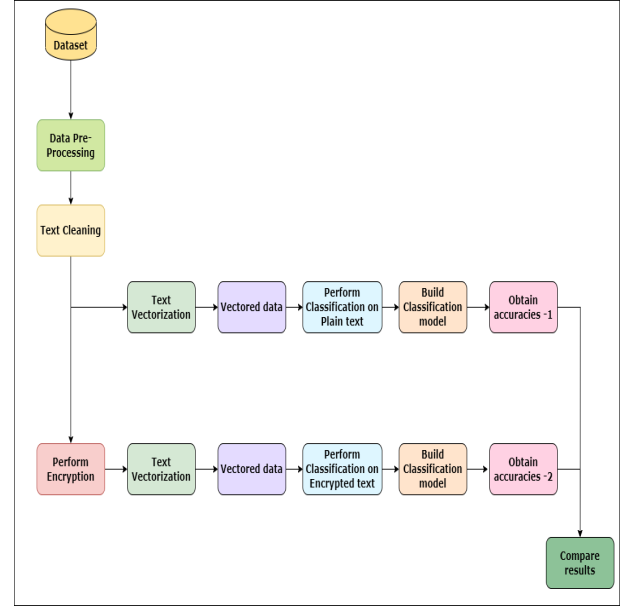 Dataset
Data Pre-
Processing
Text Cleaning
Text
Vectorization
Vectored data
Perform
Classification on
Plain text
Build
Classification
model
Obtain
accuracies -1
Perform
Encryption
Text
Vectorization
Vectored data
Perform
Classification on
Encrypted text
Build
Classification
model
Obtain
accuracies -2
Compare
results